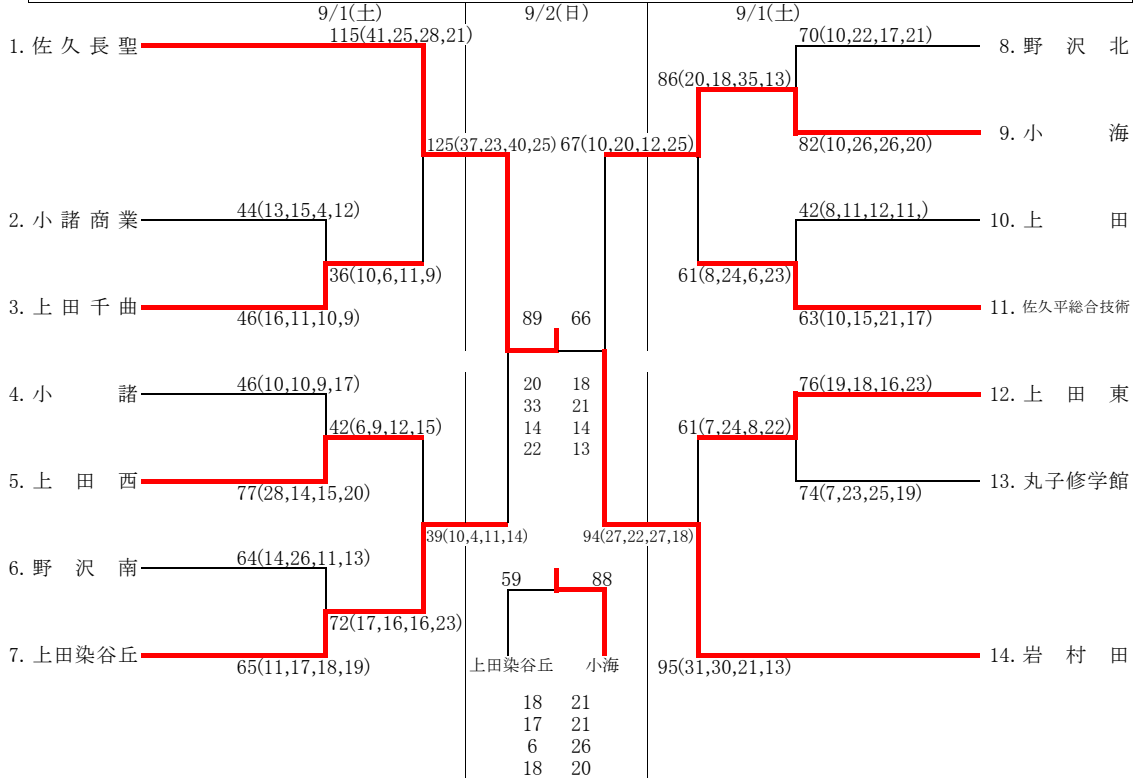 9/1(土) 9/2(日) 9/1(土)
115(41,25,28,21)
1. 佐久長聖
70(10,22,17,21)
8. 野沢北
86(20,18,35,13)
9. 小海
82(10,26,26,20)
125(37,23,40,25) 67(10,20,12,25)
44(13,15,4,12)
2. 小諸商業
42(8,11,12,11,)
10. 上田
36(10,6,11,9)
61(8,24,6,23)
3. 上田千曲
46(16,11,10,9)
11. 佐久平総合技術
63(10,15,21,17)
89 66
20 18
33 21
14 14
22 13
46(10,10,9,17)
4. 小諸
76(19,18,16,23)
12. 上田東
42(6,9,12,15)
61(7,24,8,22)
5. 上田西
77(28,14,15,20)
13. 丸子修学館
74(7,23,25,19)
39(10,4,11,14) 94(27,22,27,18)
64(14,26,11,13)
6. 野沢南
59 88
72(17,16,16,23)
7. 上田染谷丘
65(11,17,18,19)
上田染谷丘 小海
95(31,30,21,13)
14. 岩村田
18 21
17 21
6 26
18 20